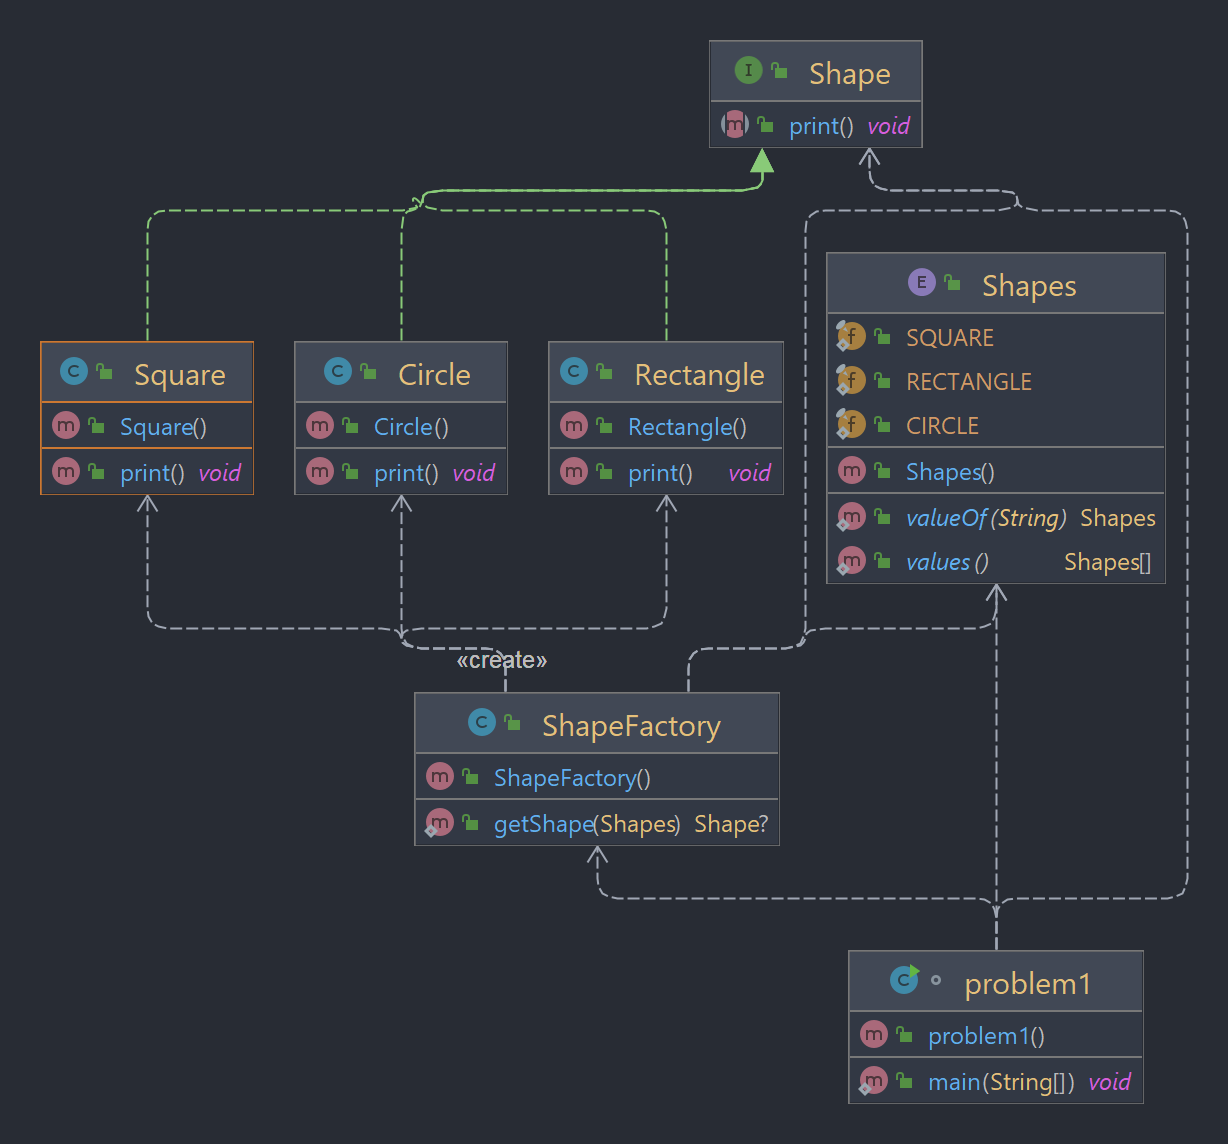 I Shape
m print() void
E Shapes
f SQUARE
f RECTANGLE
f CIRCLE
m Shapes()
m valueOf(String) Shapes
m values() Shapes[]
C Square
m Square()
m print() void
C Circle
m Circle()
m print() void
C Rectangle
m Rectangle()
m print() void
«create»
C ShapeFactory
m ShapeFactory()
m getShape(Shapes) Shape?
C problem1
m problem1()
m main(String[]) void